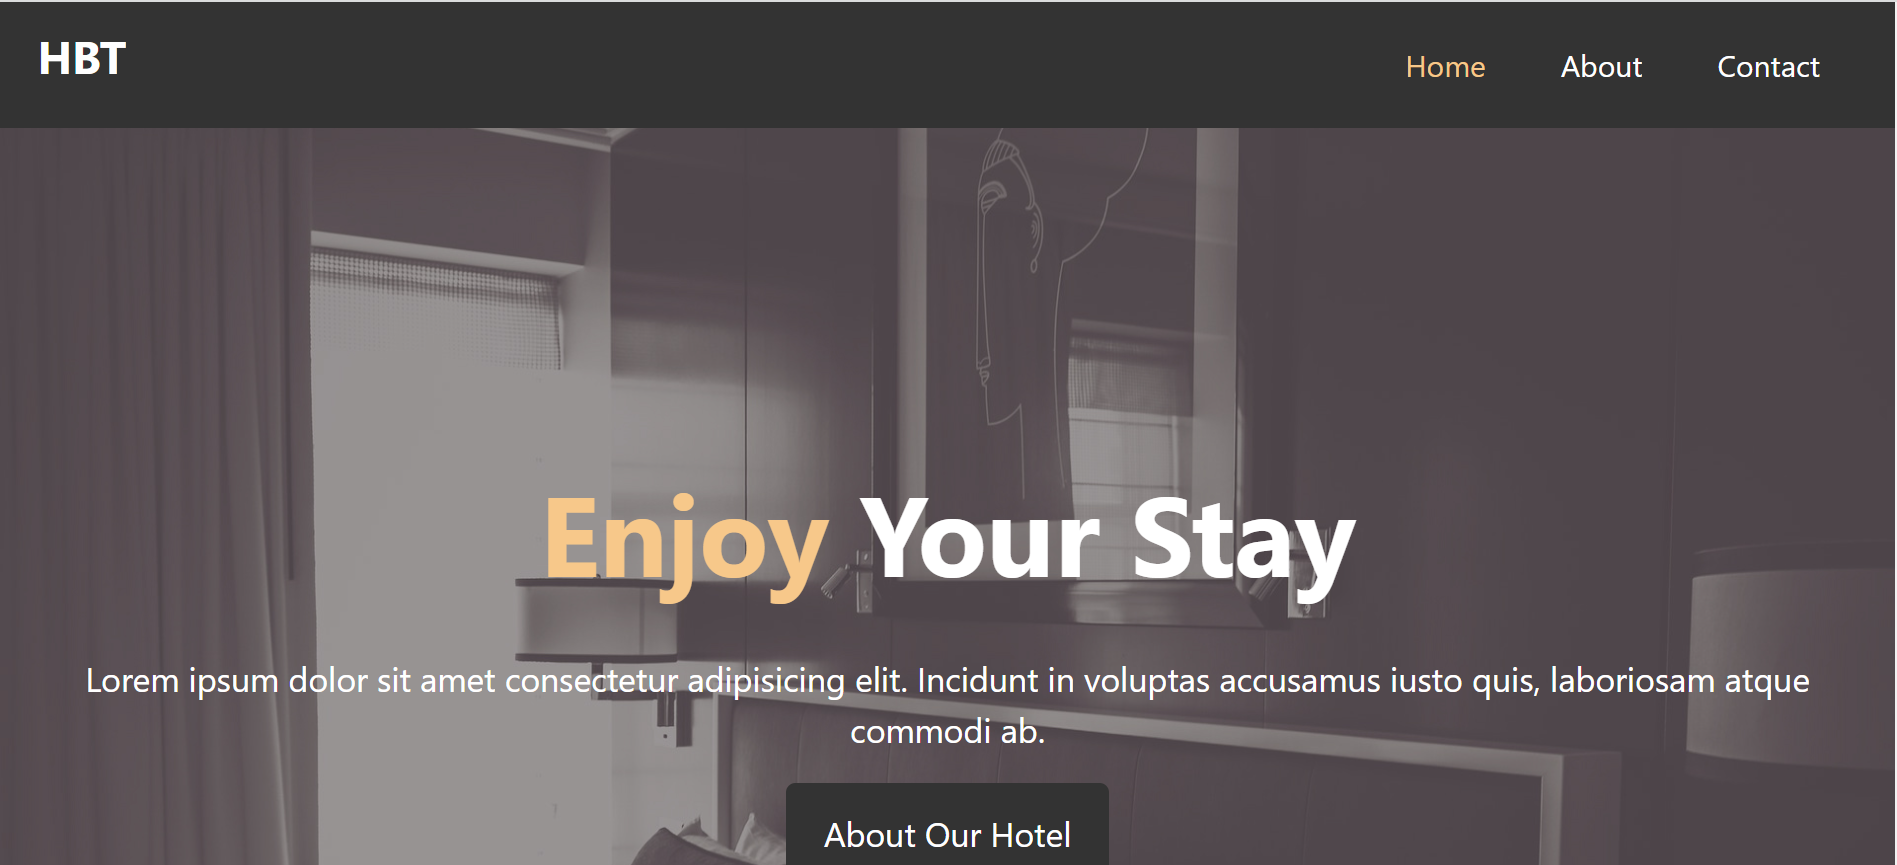 HBT
Home About Contact
Enjoy Your Stay
Lorem ipsum dolor sit amet consectetur adipisicing elit. Incidunt in voluptas accusamus iusto quis, laboriosam atque
commodi ab.
About Our Hotel